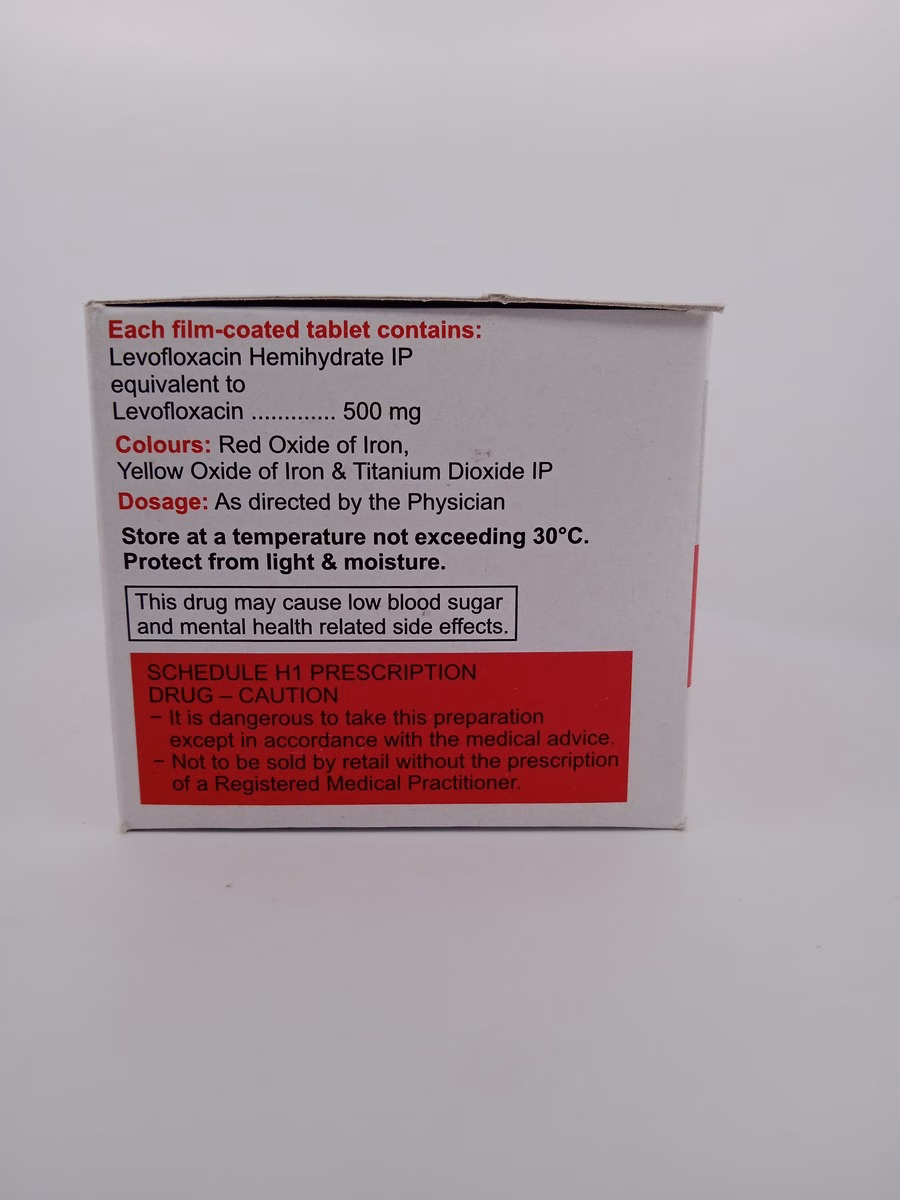 Each film-coated tablet contains:
Levofloxacin Hemihydrate IP
equivalent to
Levofloxacin ............. 500 mg
Colours: Red Oxide of Iron,
Yellow Oxide of Iron & Titanium Dioxide IP
Dosage: As directed by the Physician
Store at a temperature not exceeding 30°C.
Protect from light & moisture.
This drug may cause low blood sugar
and mental health related side effects.
SCHEDULE H1 PRESCRIPTION
DRUG – CAUTION
– It is dangerous to take this preparation
except in accordance with the medical advice.
– Not to be sold by retail without the prescription
of a Registered Medical Practitioner.